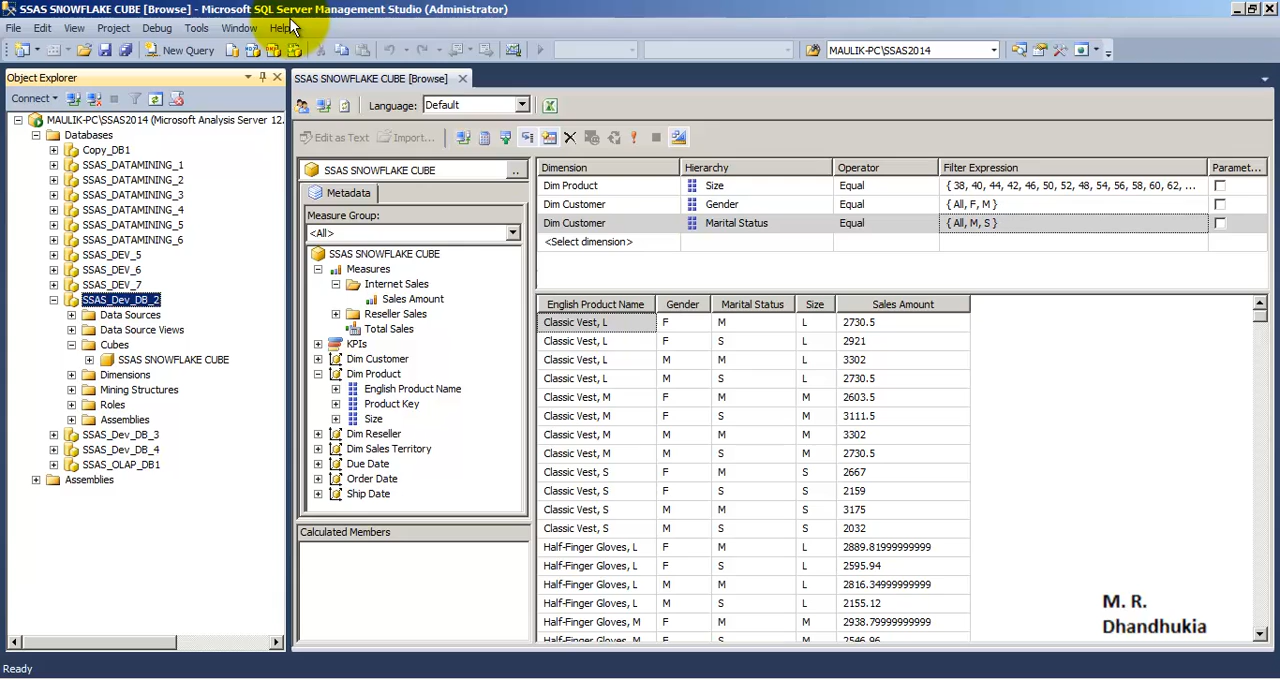 SSAS SNOWFLAKE CUBE [Browse] - Microsoft SQL Server Management Studio (Administrator)
File Edit View Project Debug Tools Window Help
New Query MAULIK-PC\SSAS2014
Object Explorer
Connect
MAULIK-PC\SSAS2014 (Microsoft Analysis Server 12.
Databases
Copy_DB1
SSAS_DATAMINING_1
SSAS_DATAMINING_2
SSAS_DATAMINING_3
SSAS_DATAMINING_4
SSAS_DATAMINING_5
SSAS_DATAMINING_6
SSAS_DEV_5
SSAS_DEV_6
SSAS_DEV_7
SSAS_Dev_DB_2
Data Sources
Data Source Views
Cubes
SSAS SNOWFLAKE CUBE
Dimensions
Mining Structures
Roles
Assemblies
SSAS_Dev_DB_3
SSAS_Dev_DB_4
SSAS_OLAP_DB1
Assemblies
SSAS SNOWFLAKE CUBE [Browse]
Language: Default
Edit as Text Import...
SSAS SNOWFLAKE CUBE ..
Metadata
Measure Group:
<All>
SSAS SNOWFLAKE CUBE
Measures
Internet Sales
Sales Amount
Reseller Sales
Total Sales
KPIs
Dim Customer
Dim Product
English Product Name
Product Key
Size
Dim Reseller
Dim Sales Territory
Due Date
Order Date
Ship Date
Calculated Members
Dimension Hierarchy Operator Filter Expression Paramet...
Dim Product Size Equal { 38, 40, 44, 42, 46, 50, 52, 48, 54, 56, 58, 60, 62, ...
Dim Customer Gender Equal { All, F, M }
Dim Customer Marital Status Equal { All, M, S }
<Select dimension>
English Product Name Gender Marital Status Size Sales Amount
Classic Vest, L F M L 2730.5
Classic Vest, L F S L 2921
Classic Vest, L M M L 3302
Classic Vest, L M S L 2730.5
Classic Vest, M F M M 2603.5
Classic Vest, M F S M 3111.5
Classic Vest, M M M M 3302
Classic Vest, M M S M 2730.5
Classic Vest, S F M S 2667
Classic Vest, S F S S 2159
Classic Vest, S M M S 3175
Classic Vest, S M S S 2032
Half-Finger Gloves, L F M L 2889.81999999999
Half-Finger Gloves, L F S L 2595.94
Half-Finger Gloves, L M M L 2816.34999999999
Half-Finger Gloves, L M S L 2155.12
Half-Finger Gloves, M F M M 2938.79999999999
Half-Finger Gloves, M F S M 2546.96
M. R.
Dhandhukia
Ready